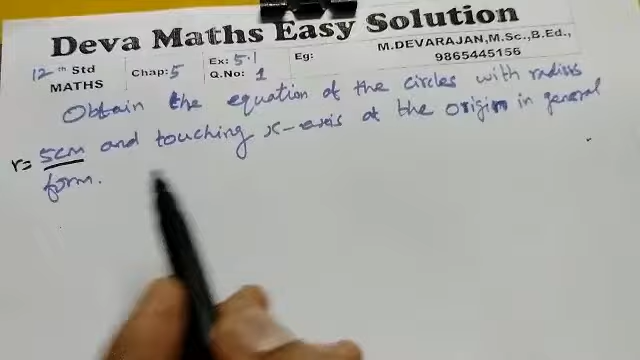 Deva Maths Easy Solution
12th Std MATHS Chap: 5 Ex: 5.1 Q.No: 1 Eg: M.DEVARAJAN,M.Sc.,B.Ed., 9865445156
Obtain the equation of the circles with radius
r= 5cm and touching x-axis at the origin in general
form.